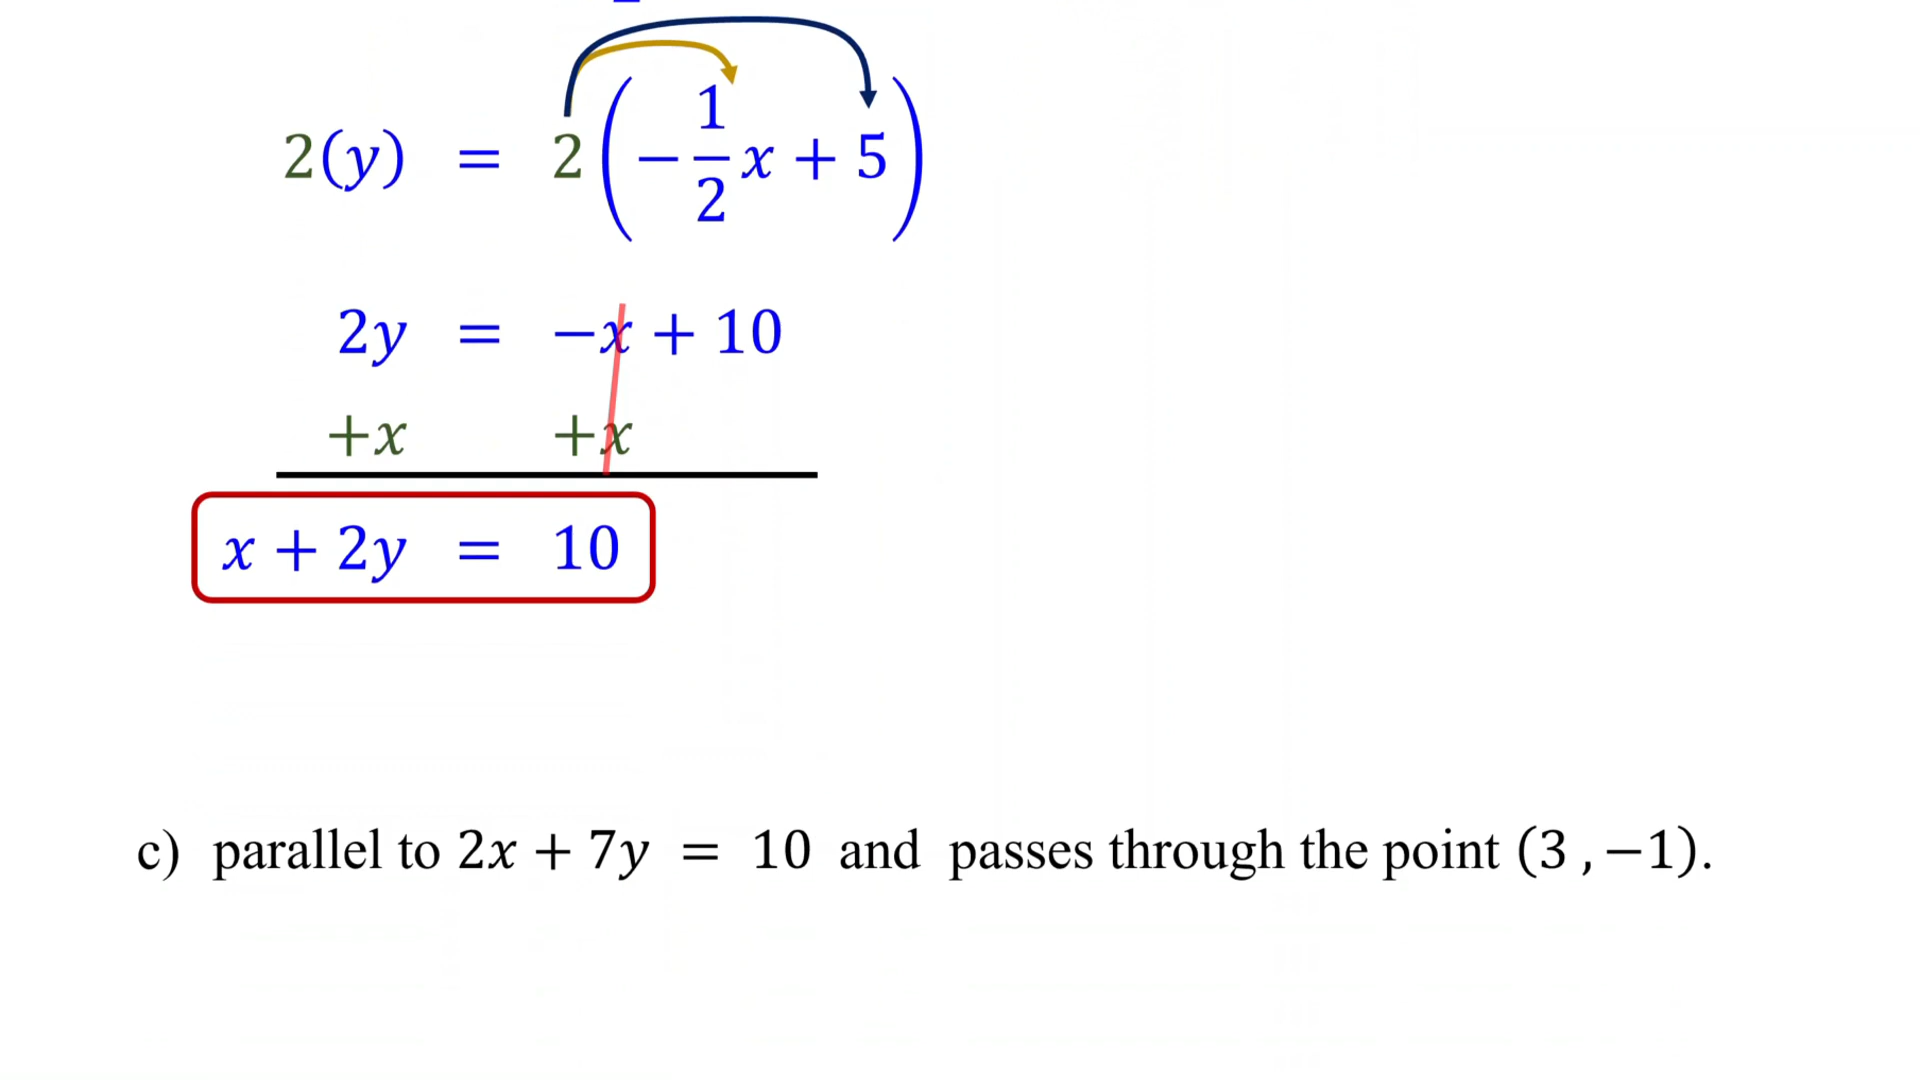 2(y) = 2(−1/2x + 5)
2y = −x + 10
+x +x
x + 2y = 10
c) parallel to 2x + 7y = 10 and passes through the point (3 , −1).